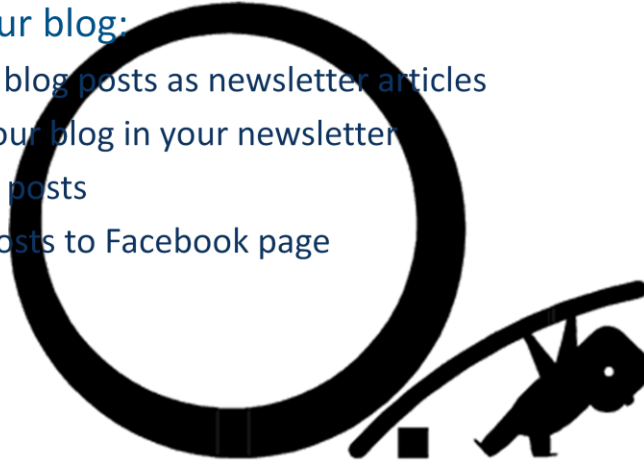 ur blog:
blog posts as newsletter articles
our blog in your newsletter
posts
osts to Facebook page